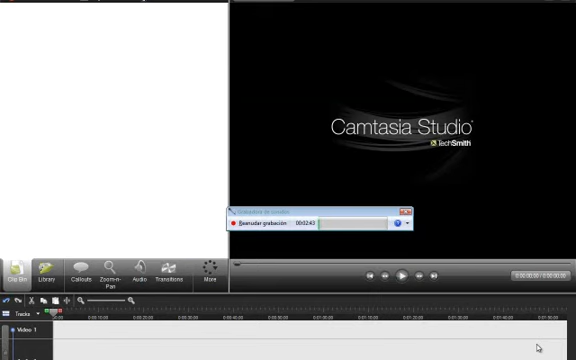 Camtasia Studio
TechSmith
Grabadora de sonidos
Reanudar grabación 00:02:43
Clip Bin Library Callouts Zoom-n-Pan Audio Transitions More
0:00:00;00 / 0:00:00;00
Tracks
Video 1